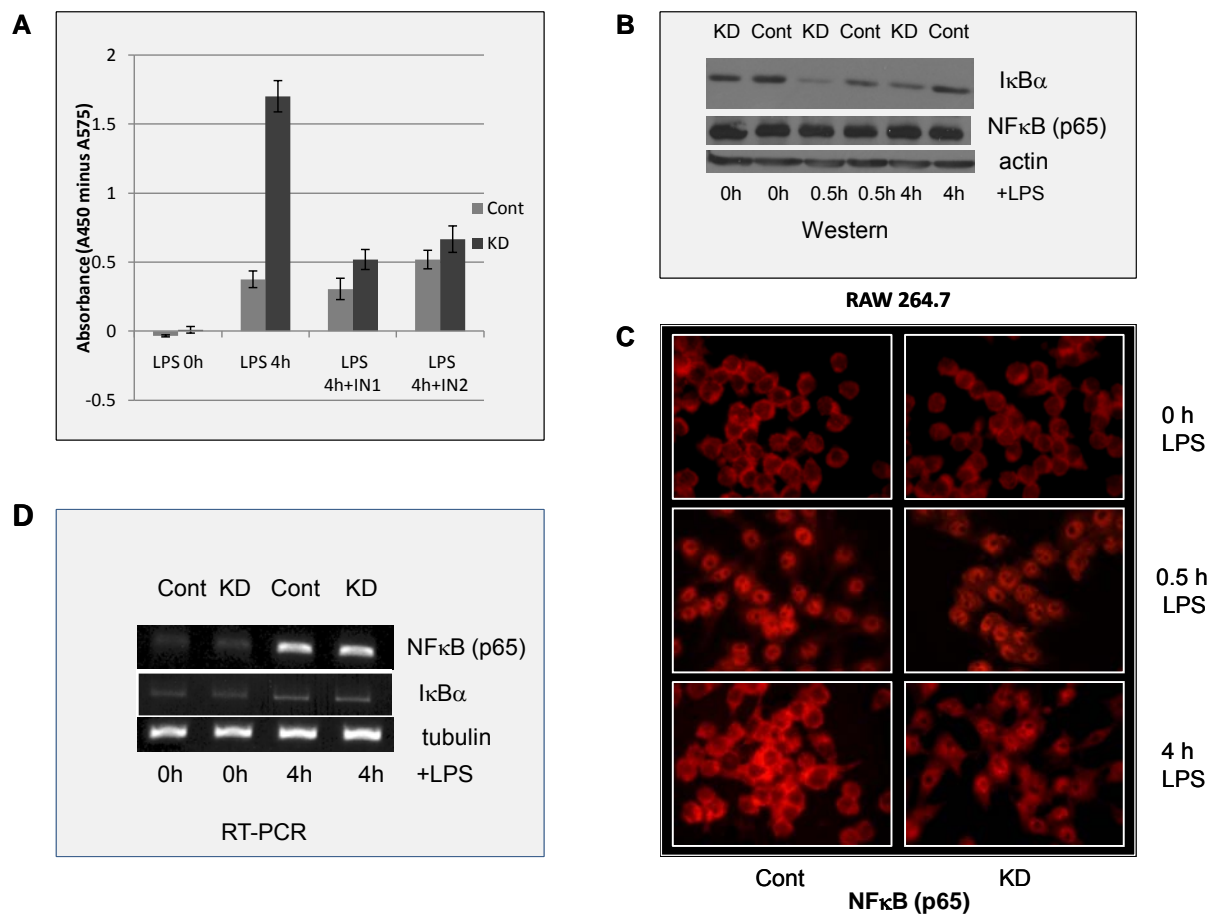 A
2
1.5
1
0.5
0
-0.5
Absorbance (A450 minus A575)
Cont
KD
LPS 0h LPS 4h LPS 4h+IN1 LPS 4h+IN2
B
KD Cont KD Cont KD Cont
IκBα
NFκB (p65)
actin
0h 0h 0.5h 0.5h 4h 4h +LPS
Western
RAW 264.7
C
0 h
LPS
0.5 h
LPS
4 h
LPS
Cont KD
NFκB (p65)
D
Cont KD Cont KD
NFκB (p65)
IκBα
tubulin
0h 0h 4h 4h +LPS
RT-PCR